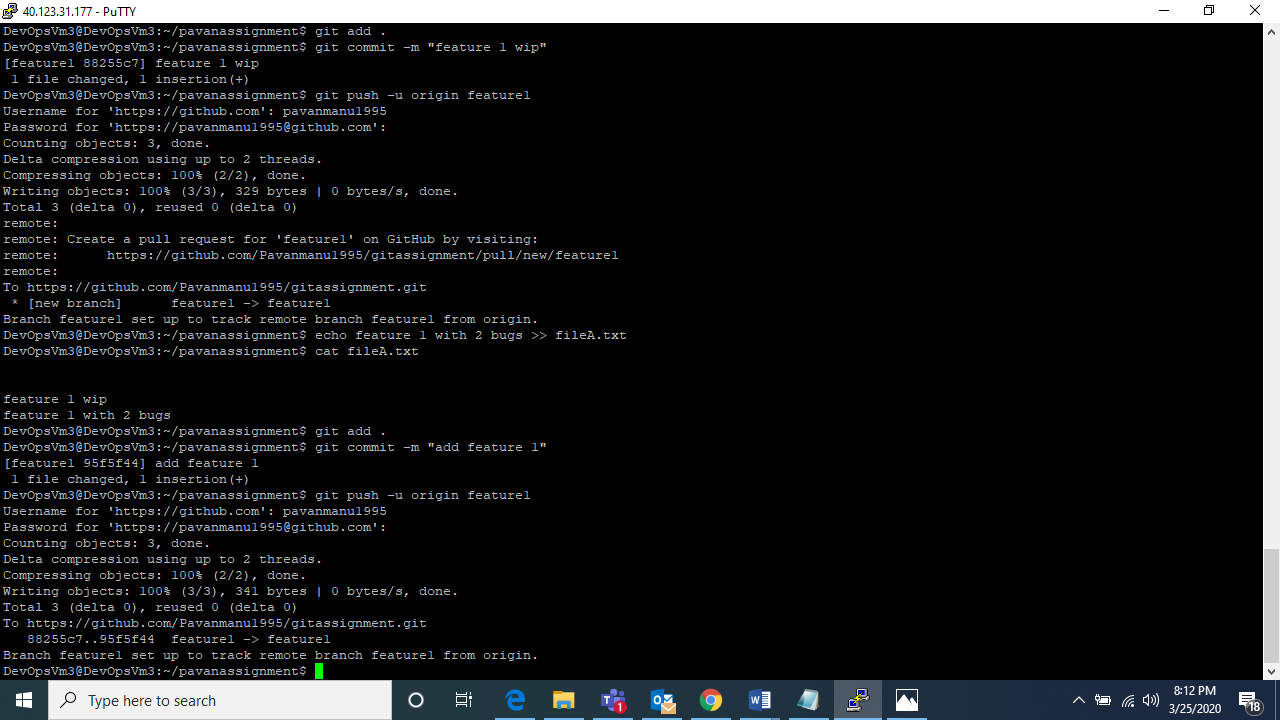 40.123.31.177 - PuTTY
DevOpsVm3@DevOpsVm3:~/pavanassignment$ git add .
DevOpsVm3@DevOpsVm3:~/pavanassignment$ git commit -m "feature 1 wip"
[feature1 88255c7] feature 1 wip
 1 file changed, 1 insertion(+)
DevOpsVm3@DevOpsVm3:~/pavanassignment$ git push -u origin feature1
Username for 'https://github.com': pavanmanu1995
Password for 'https://pavanmanu1995@github.com':
Counting objects: 3, done.
Delta compression using up to 2 threads.
Compressing objects: 100% (2/2), done.
Writing objects: 100% (3/3), 329 bytes | 0 bytes/s, done.
Total 3 (delta 0), reused 0 (delta 0)
remote:
remote: Create a pull request for 'feature1' on GitHub by visiting:
remote:      https://github.com/Pavanmanu1995/gitassignment/pull/new/feature1
remote:
To https://github.com/Pavanmanu1995/gitassignment.git
 * [new branch]      feature1 -> feature1
Branch feature1 set up to track remote branch feature1 from origin.
DevOpsVm3@DevOpsVm3:~/pavanassignment$ echo feature 1 with 2 bugs >> fileA.txt
DevOpsVm3@DevOpsVm3:~/pavanassignment$ cat fileA.txt
feature 1 wip
feature 1 with 2 bugs
DevOpsVm3@DevOpsVm3:~/pavanassignment$ git add .
DevOpsVm3@DevOpsVm3:~/pavanassignment$ git commit -m "add feature 1"
[feature1 95f5f44] add feature 1
 1 file changed, 1 insertion(+)
DevOpsVm3@DevOpsVm3:~/pavanassignment$ git push -u origin feature1
Username for 'https://github.com': pavanmanu1995
Password for 'https://pavanmanu1995@github.com':
Counting objects: 3, done.
Delta compression using up to 2 threads.
Compressing objects: 100% (2/2), done.
Writing objects: 100% (3/3), 341 bytes | 0 bytes/s, done.
Total 3 (delta 0), reused 0 (delta 0)
To https://github.com/Pavanmanu1995/gitassignment.git
   88255c7..95f5f44  feature1 -> feature1
Branch feature1 set up to track remote branch feature1 from origin.
DevOpsVm3@DevOpsVm3:~/pavanassignment$
Type here to search
1
8:12 PM
3/25/2020
18